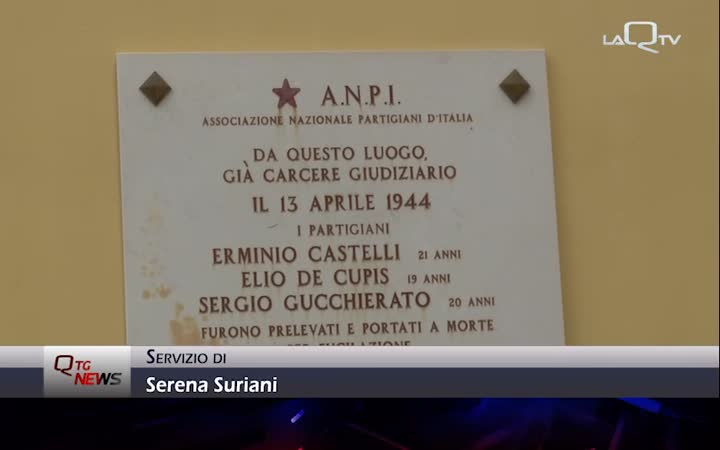 LAQTV
A.N.P.I.
ASSOCIAZIONE NAZIONALE PARTIGIANI D'ITALIA
DA QUESTO LUOGO,
GIÀ CARCERE GIUDIZIARIO
IL 13 APRILE 1944
I PARTIGIANI
ERMINIO CASTELLI 21 ANNI
ELIO DE CUPIS 19 ANNI
SERGIO GUCCHIERATO 20 ANNI
FURONO PRELEVATI E PORTATI A MORTE
QTG NEWS
SERVIZIO DI
Serena Suriani